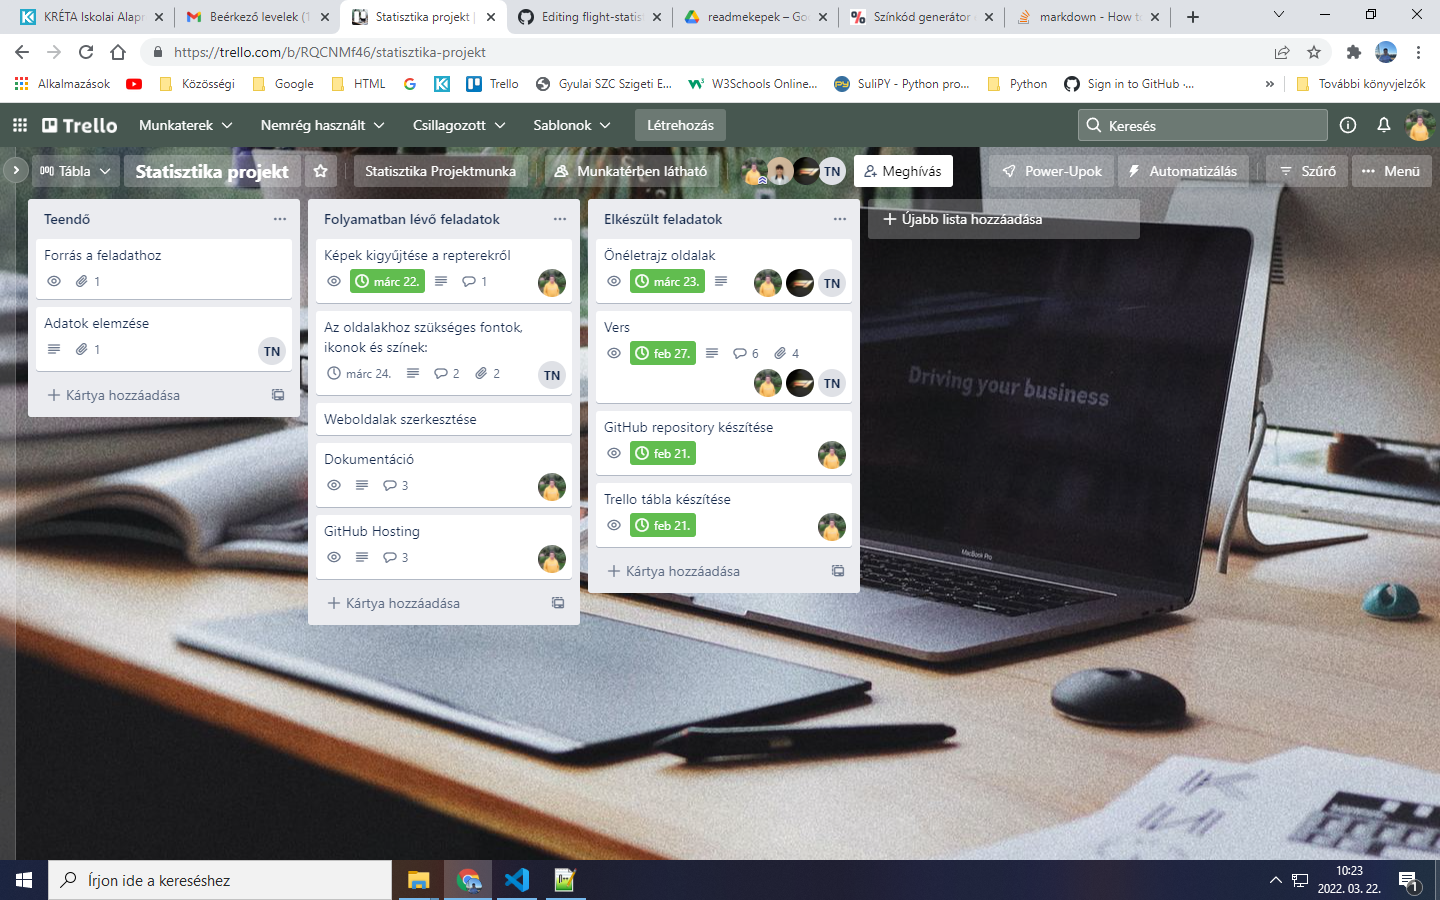 KRÉTA Iskolai Alapr
Beérkező levelek (1
Statisztika projekt |
Editing flight-statis
readmekepek – Goo
Színkód generátor
markdown - How to
https://trello.com/b/RQCNMf46/statisztika-projekt
Alkalmazások
Közösségi
Google
HTML
Trello
Gyulai SZC Szigeti E...
W3Schools Online...
SuliPY - Python pro...
Python
Sign in to GitHub ·...
»
További könyvjelzők
Trello
Munkaterek
Nemrég használt
Csillagozott
Sablonok
Létrehozás
Keresés
Tábla
Statisztika projekt
Statisztika Projektmunka
Munkatérben látható
TN
Meghívás
Power-Upok
Automatizálás
Szűrő
Menü
Teendő
Forrás a feladathoz
1
Adatok elemzése
1
TN
Kártya hozzáadása
Folyamatban lévő feladatok
Képek kigyűjtése a repterekről
márc 22.
1
Az oldalakhoz szükséges fontok,
ikonok és színek:
márc 24.
2
2
TN
Weboldalak szerkesztése
Dokumentáció
3
GitHub Hosting
3
Kártya hozzáadása
Elkészült feladatok
Önéletrajz oldalak
márc 23.
TN
Vers
feb 27.
6
4
TN
GitHub repository készítése
feb 21.
Trello tábla készítése
feb 21.
Kártya hozzáadása
Újabb lista hozzáadása
Driving your business
MacBook Pro
Írjon ide a kereséshez
10:23
2022. 03. 22.
1